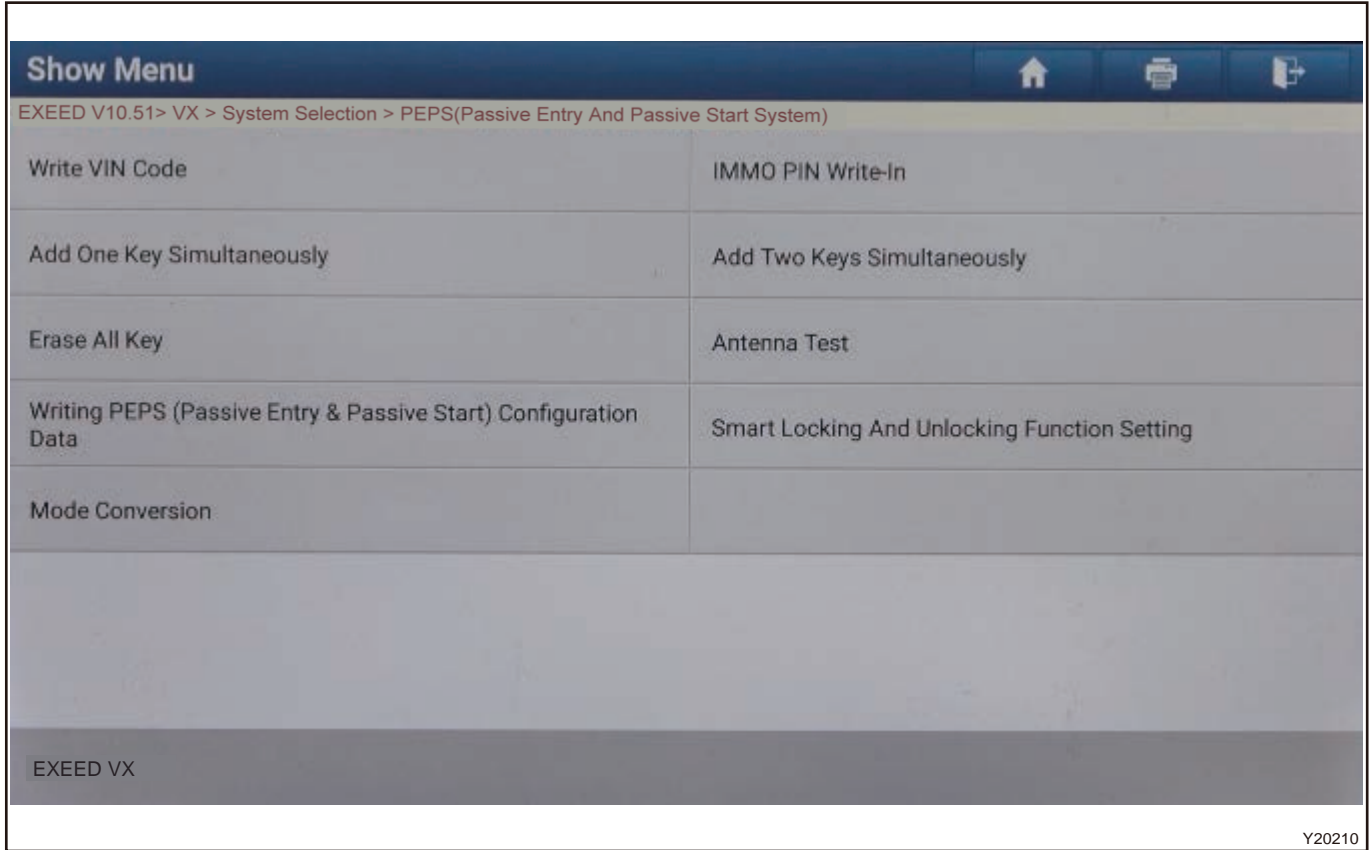 Show Menu
EXEED V10.51> VX > System Selection > PEPS(Passive Entry And Passive Start System)
Write VIN Code
IMMO PIN Write-In
Add One Key Simultaneously
Add Two Keys Simultaneously
Erase All Key
Antenna Test
Writing PEPS (Passive Entry & Passive Start) Configuration
Data
Smart Locking And Unlocking Function Setting
Mode Conversion
EXEED VX
Y20210